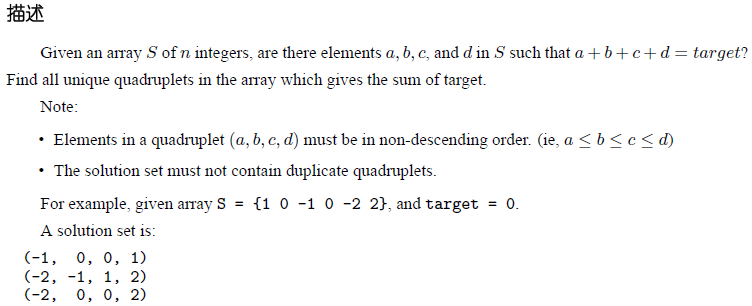 描述
Given an array S of n integers, are there elements a, b, c, and d in S such that a + b + c + d = target?
Find all unique quadruplets in the array which gives the sum of target.
Note:
• Elements in a quadruplet (a, b, c, d) must be in non-descending order. (ie, a ≤ b ≤ c ≤ d)
• The solution set must not contain duplicate quadruplets.
For example, given array S = {1 0 -1 0 -2 2}, and target = 0.
A solution set is:
(-1, 0, 0, 1)
(-2, -1, 1, 2)
(-2, 0, 0, 2)